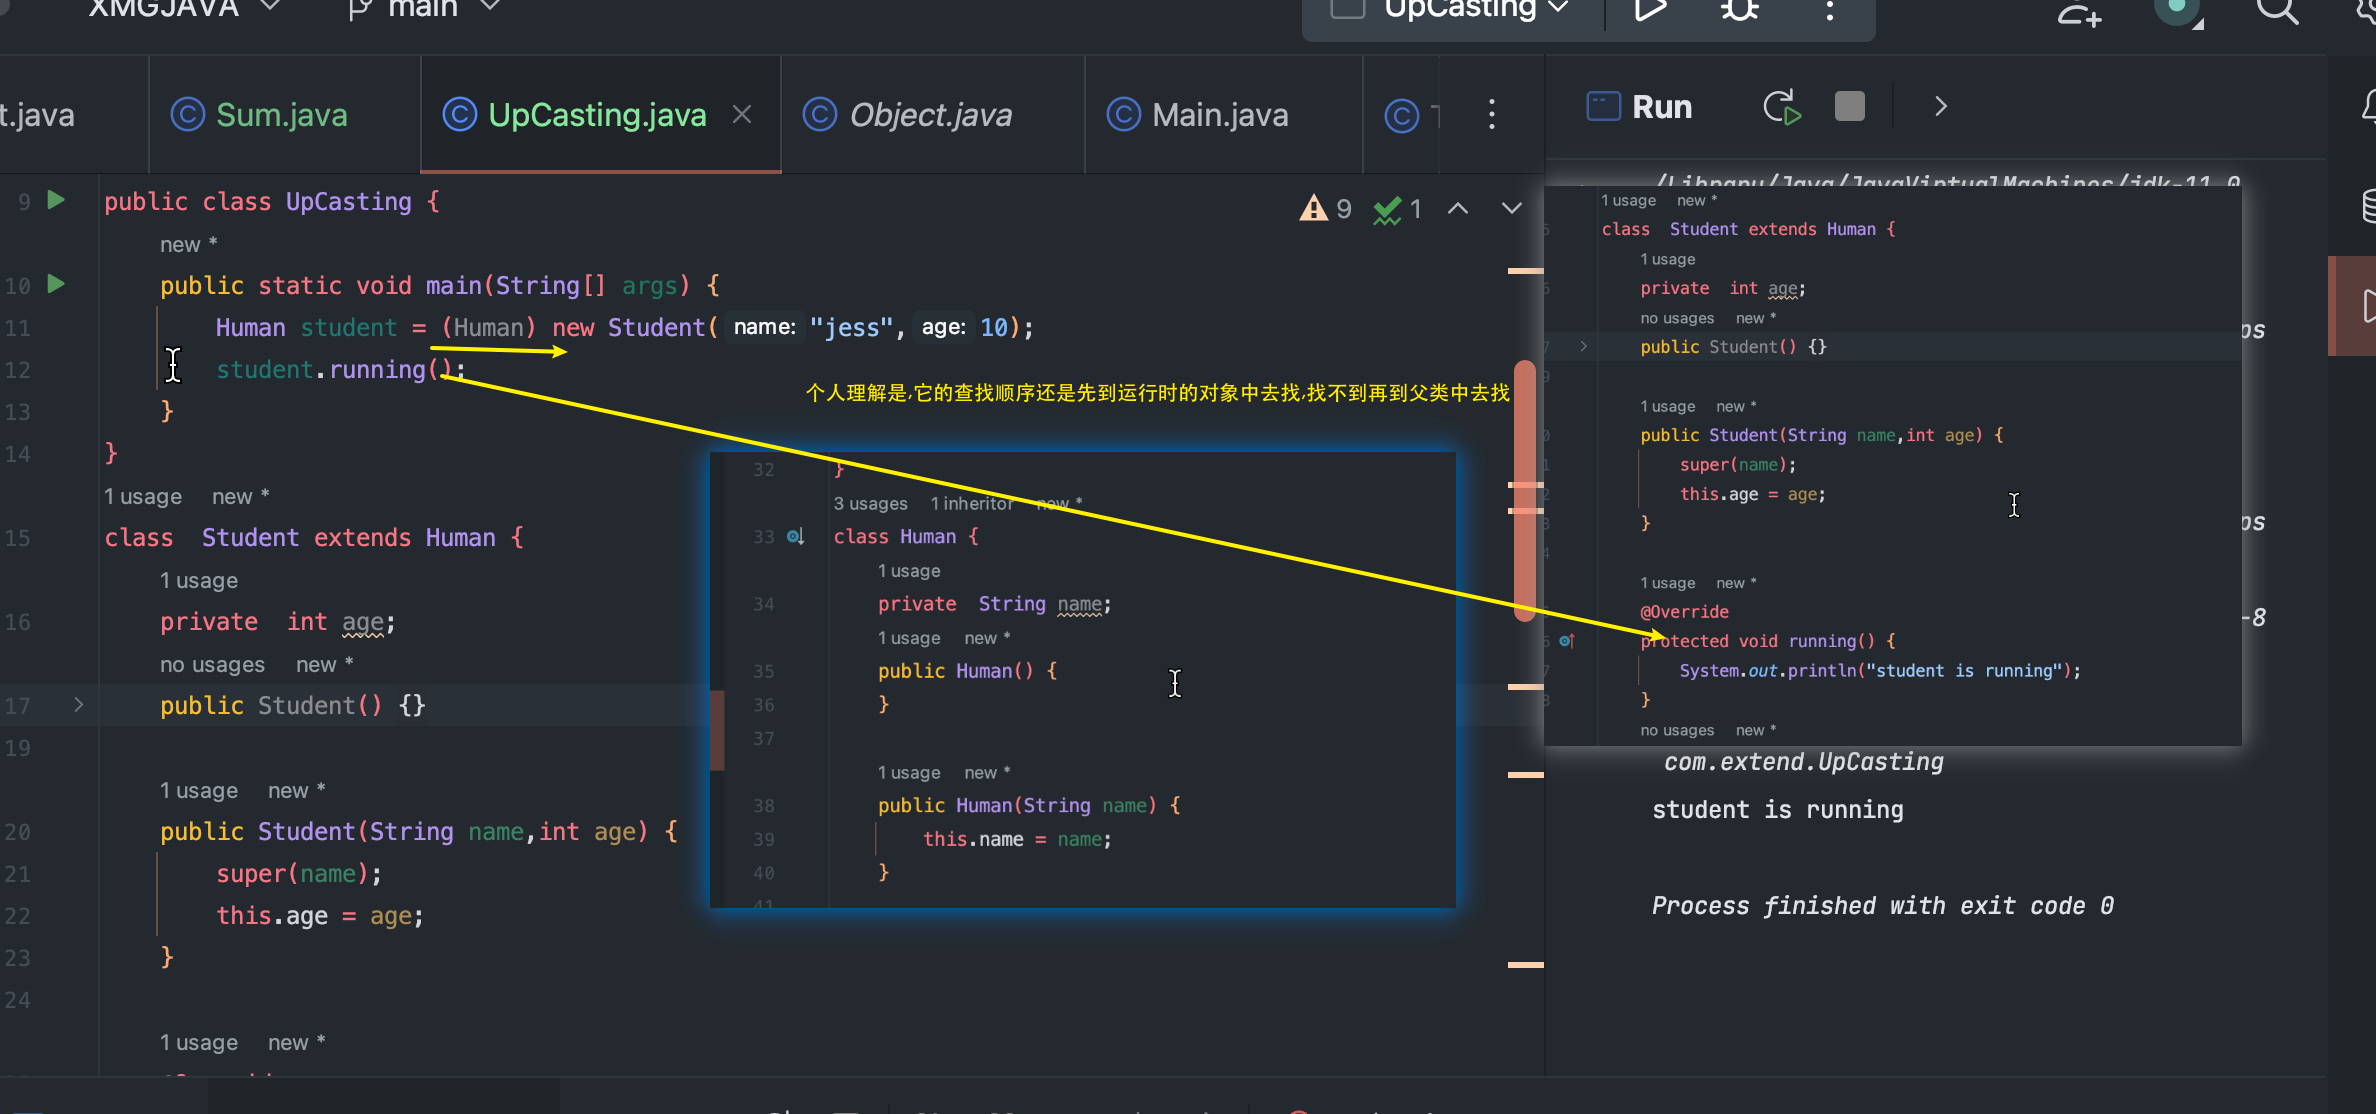 XMGJAVA main UpCasting
t.java Sum.java UpCasting.java Object.java Main.java
Run
9 public class UpCasting {
new *
10 public static void main(String[] args) {
11 Human student = (Human) new Student( name: "jess", age: 10);
12 student.running();
13 }
14 }
1 usage new *
15 class Student extends Human {
1 usage
16 private int age;
no usages new *
17 public Student() {}
19
1 usage new *
20 public Student(String name,int age) {
21 super(name);
22 this.age = age;
23 }
24
1 usage new *
9 1
个人理解是,它的查找顺序还是先到运行时的对象中去找,找不到再到父类中去找
32 }
3 usages 1 inheritor new *
33 class Human {
1 usage
34 private String name;
1 usage new *
35 public Human() {
36 }
37
1 usage new *
38 public Human(String name) {
39 this.name = name;
40 }
41
/Library/Java/JavaVirtualMachines/jdk-11.0
1 usage new *
class Student extends Human {
1 usage
private int age;
no usages new *
public Student() {}
1 usage new *
public Student(String name,int age) {
super(name);
this.age = age;
}
1 usage new *
@Override
protected void running() {
System.out.println("student is running");
}
no usages new *
ps
ps
-8
com.extend.UpCasting
student is running
Process finished with exit code 0